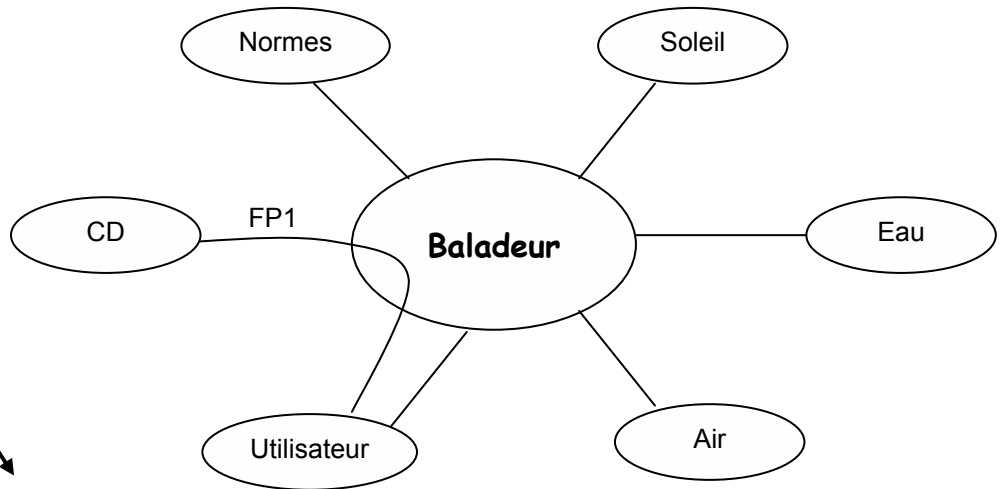 Normes
Soleil
CD
FP1
Baladeur
Eau
Utilisateur
Air